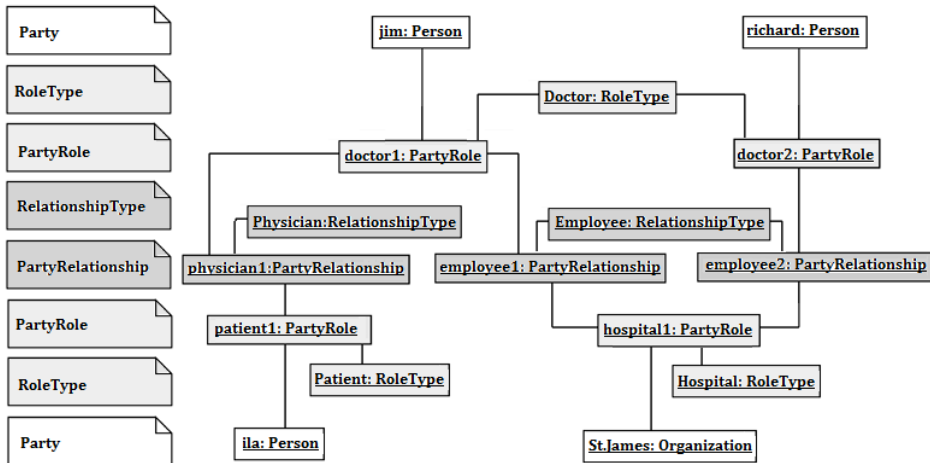 Party
jim: Person
richard: Person
RoleType
Doctor: RoleType
PartyRole
doctor1: PartyRole
doctor2: PartyRole
RelationshipType
Physician:RelationshipType
Employee: RelationshipType
PartyRelationship
physician1:PartyRelationship
employee1: PartyRelationship
employee2: PartyRelationship
PartyRole
patient1: PartyRole
hospital1: PartyRole
RoleType
Patient: RoleType
Hospital: RoleType
Party
ila: Person
St.James: Organization